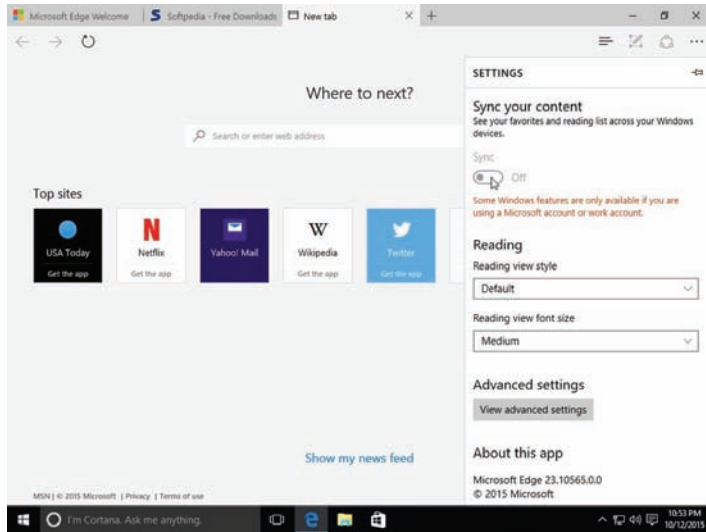 Microsoft Edge Welcome
S Softpedia - Free Downloads
New tab
SETTINGS
Where to next?
Search or enter web address
Sync your content
See your favorites and reading list across your Windows
devices.
Sync
Off
Some Windows features are only available if you are
using a Microsoft account or work account.
Top sites
USA Today
Get the app
N
Netflix
Get the app
Yahoo! Mail
W
Wikipedia
Get the app
Twitter
Get the app
Reading
Reading view style
Default
Reading view font size
Medium
Advanced settings
View advanced settings
Show my news feed
About this app
Microsoft Edge 23.10565.0.0
© 2015 Microsoft
MSN | © 2015 Microsoft | Privacy | Terms of use
I'm Cortana. Ask me anything.
10:53 PM
10/12/2015